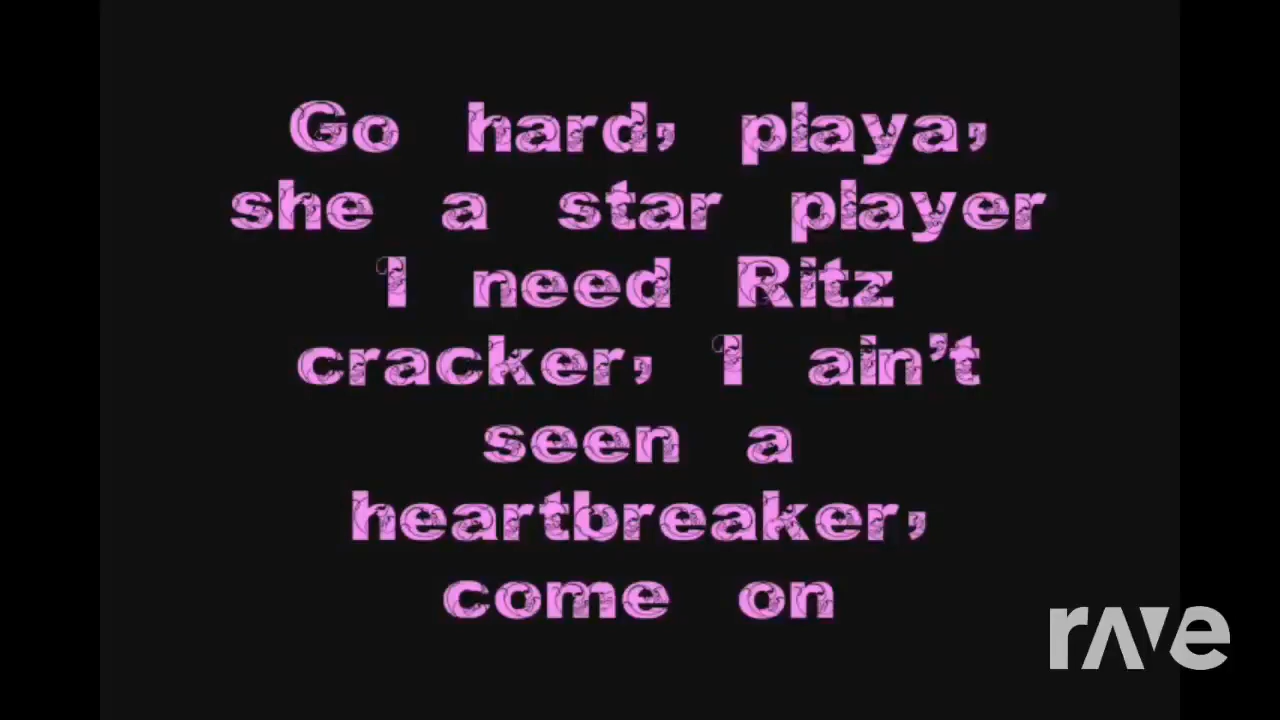 Go hard, playa,
she a star player
I need Ritz
cracker, I ain't
seen a
heartbreaker,
come on
rave